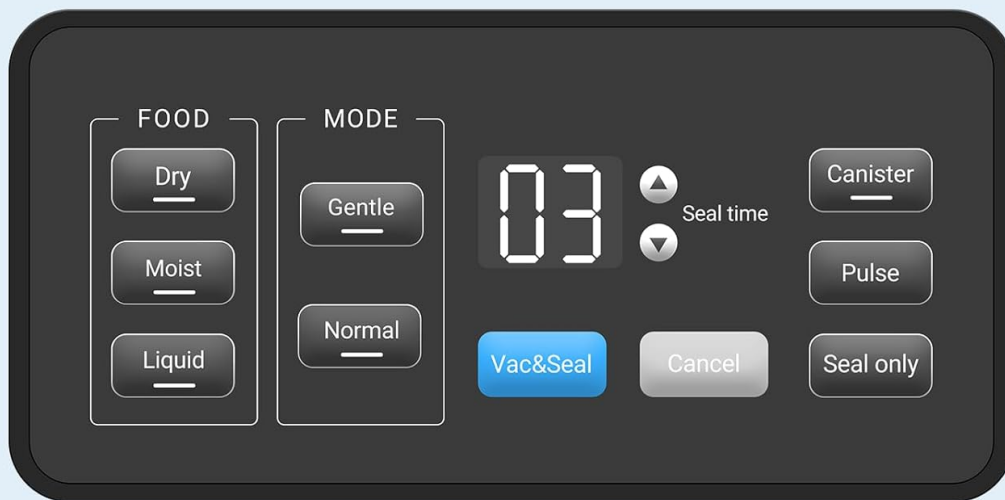 FOOD
Dry
Moist
Liquid
MODE
Gentle
Normal
03
Seal time
Vac&Seal
Cancel
Canister
Pulse
Seal only